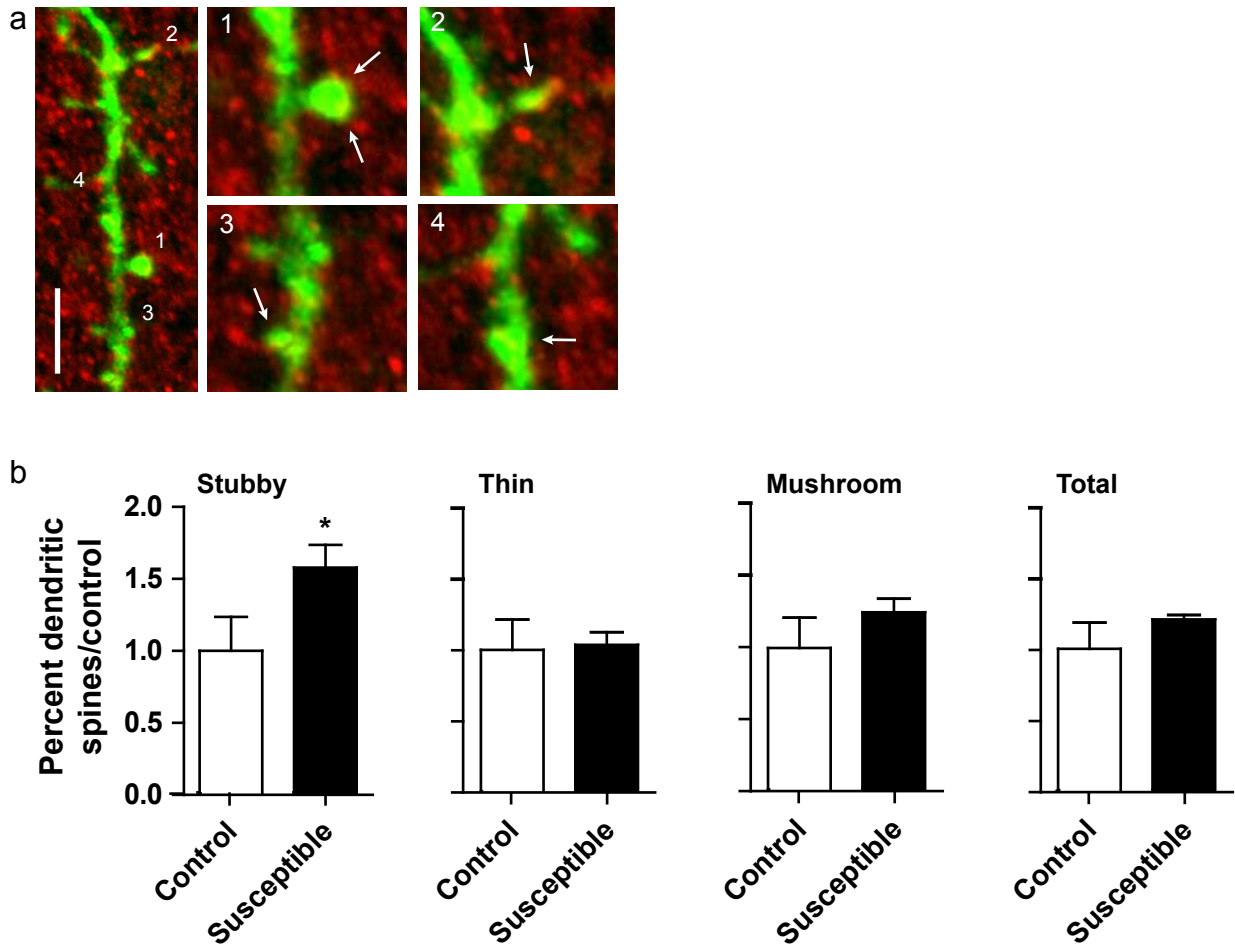 a
2
4
1
3
1
2
3
4
b
Stubby
Thin
Mushroom
Total
Percent dendritic
spines/control
2.0
*
1.5
1.0
0.5
0.0
Control
Susceptible
Control
Susceptible
Control
Susceptible
Control
Susceptible